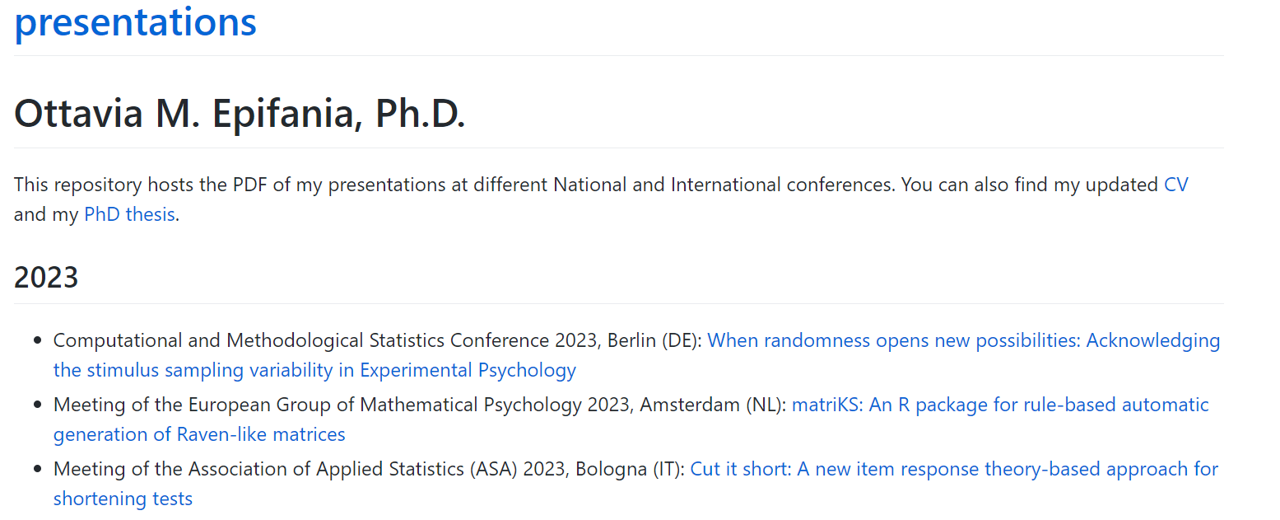 presentations
Ottavia M. Epifania, Ph.D.
This repository hosts the PDF of my presentations at different National and International conferences. You can also find my updated CV
and my PhD thesis.
2023
Computational and Methodological Statistics Conference 2023, Berlin (DE): When randomness opens new possibilities: Acknowledging
the stimulus sampling variability in Experimental Psychology
Meeting of the European Group of Mathematical Psychology 2023, Amsterdam (NL): matriKS: An R package for rule-based automatic
generation of Raven-like matrices
Meeting of the Association of Applied Statistics (ASA) 2023, Bologna (IT): Cut it short: A new item response theory-based approach for
shortening tests